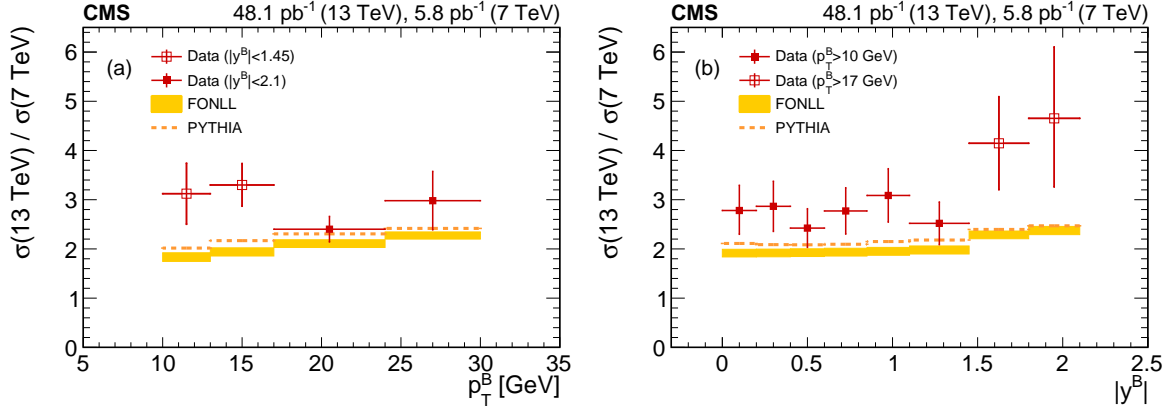 CMS 48.1 pb⁻¹ (13 TeV), 5.8 pb⁻¹ (7 TeV)
σ(13 TeV) / σ(7 TeV)
(a)
Data (|y^B|<1.45)
Data (|y^B|<2.1)
FONLL
PYTHIA
6
5
4
3
2
1
0
5 10 15 20 25 30 35
p_T^B [GeV]
CMS 48.1 pb⁻¹ (13 TeV), 5.8 pb⁻¹ (7 TeV)
σ(13 TeV) / σ(7 TeV)
(b)
Data (p_T^B>10 GeV)
Data (p_T^B>17 GeV)
FONLL
PYTHIA
6
5
4
3
2
1
0
0 0.5 1 1.5 2 2.5
|y^B|